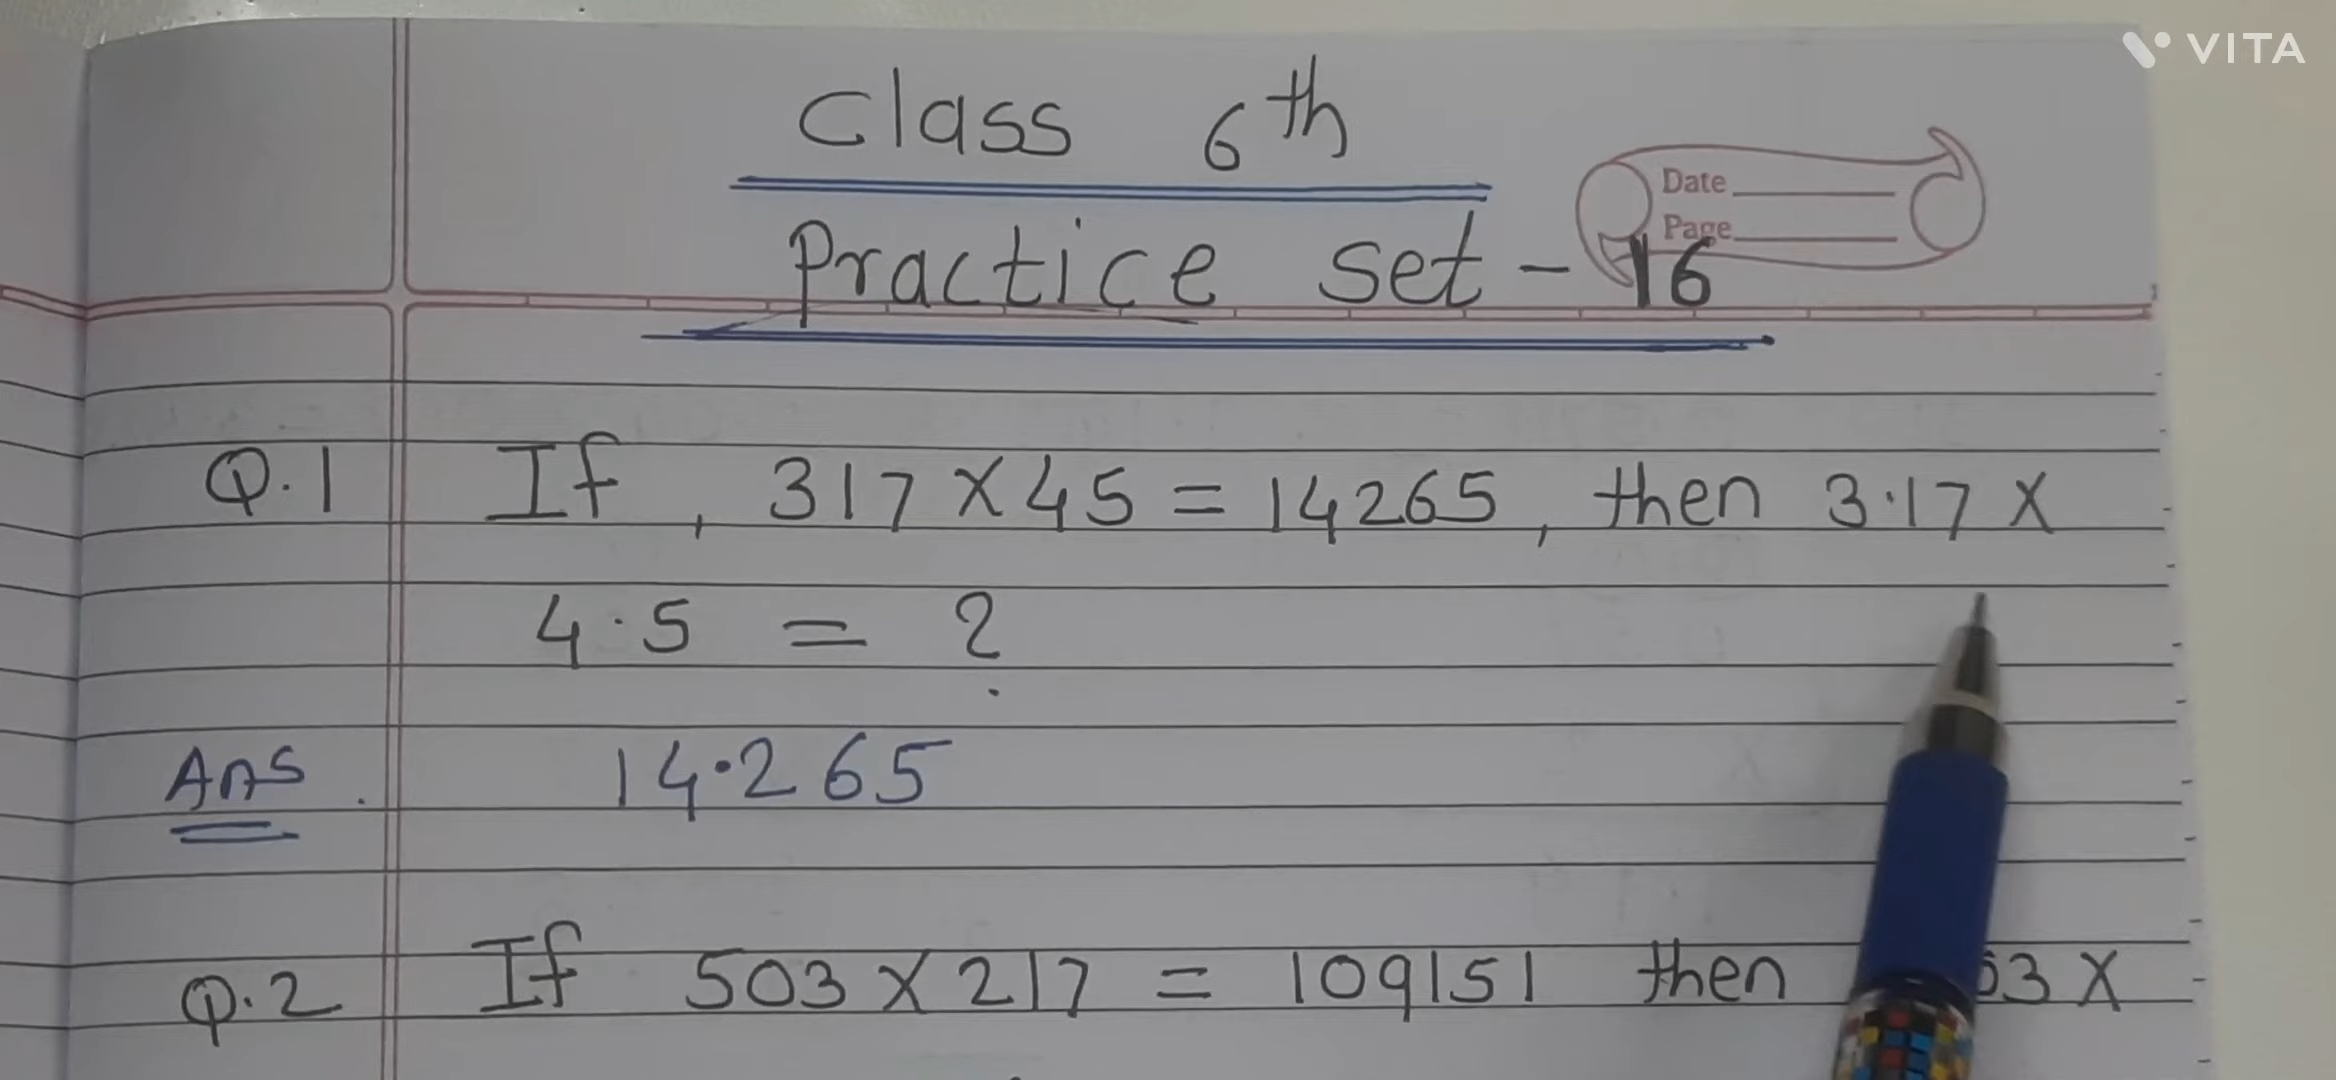 VITA
Class 6th
Date
Page
Practice set - 16
Q.1 If , 317 X 45 = 14265, then 3.17 X
4.5 = ?
Ans. 14.265
Q.2 If 503 X 217 = 109151 then 03 X